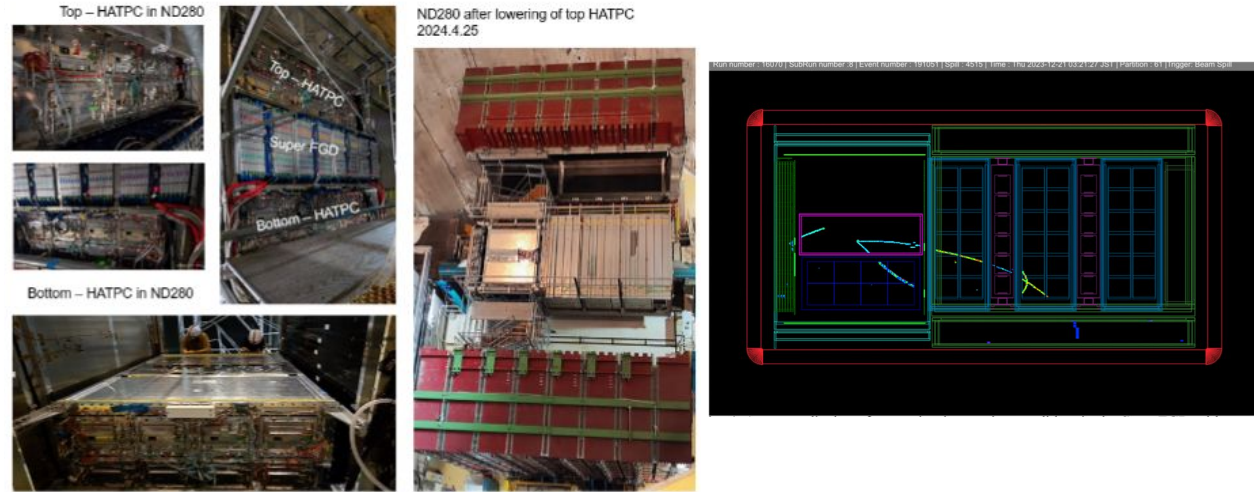 Top – HATPC in ND280
Top – HATPC
Super FGD
Bottom – HATPC
Bottom – HATPC in ND280
ND280 after lowering of top HATPC
2024.4.25
Run number : 16070 | SubRun number :8 | Event number : 191051 | Spill : 4515 | Time : Thu 2023-12-21 03:21:27 JST | Partition : 61 | Trigger: Beam Spill